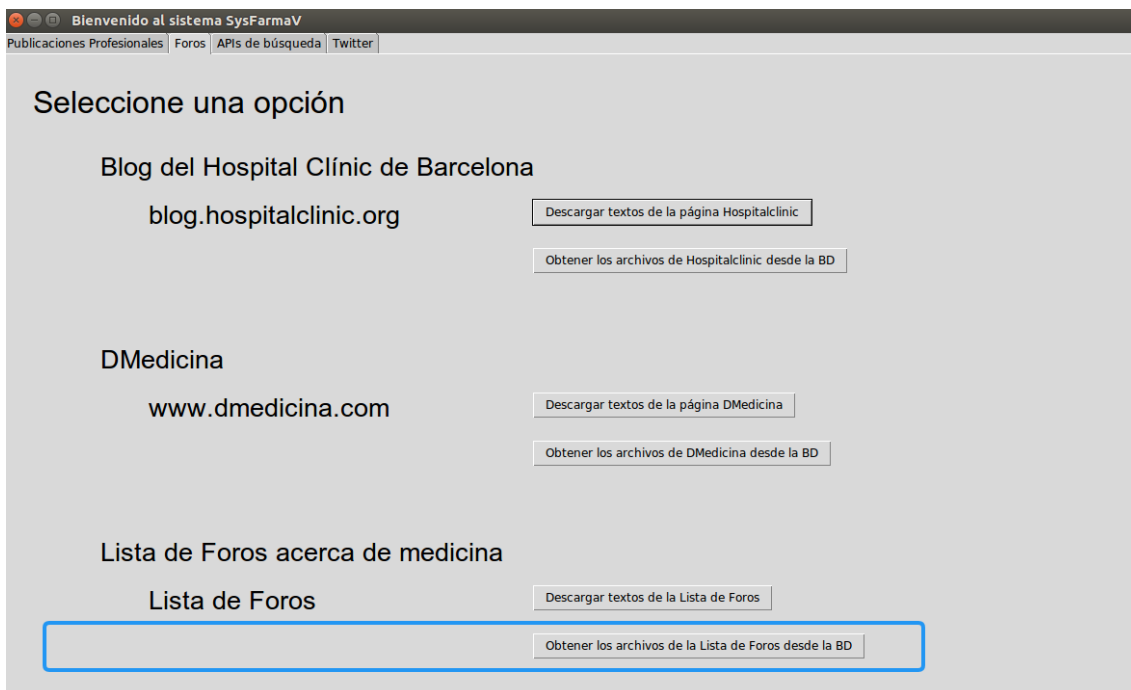 Bienvenido al sistema SysFarmaV
Publicaciones Profesionales Foros APIs de búsqueda Twitter
Seleccione una opción
Blog del Hospital Clínic de Barcelona
blog.hospitalclinic.org Descargar textos de la página Hospitalclinic
Obtener los archivos de Hospitalclinic desde la BD
DMedicina
www.dmedicina.com Descargar textos de la página DMedicina
Obtener los archivos de DMedicina desde la BD
Lista de Foros acerca de medicina
Lista de Foros Descargar textos de la Lista de Foros
Obtener los archivos de la Lista de Foros desde la BD